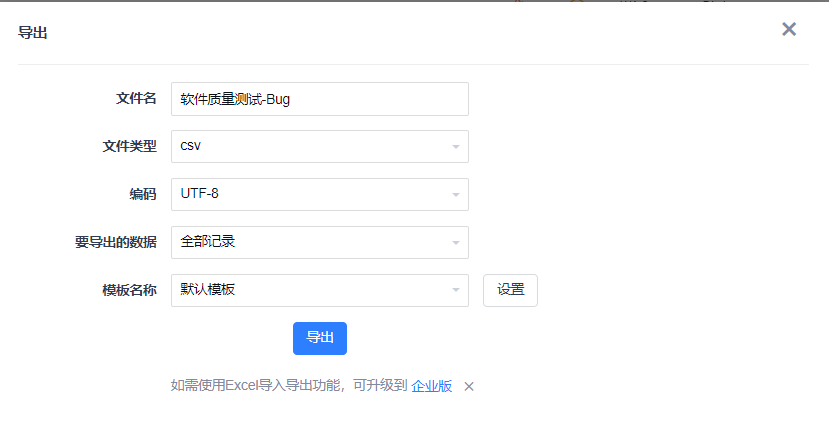 导出
文件名 软件质量测试-Bug
文件类型 csv
编码 UTF-8
要导出的数据 全部记录
模板名称 默认模板 设置
导出
如需使用Excel导入导出功能，可升级到 企业版